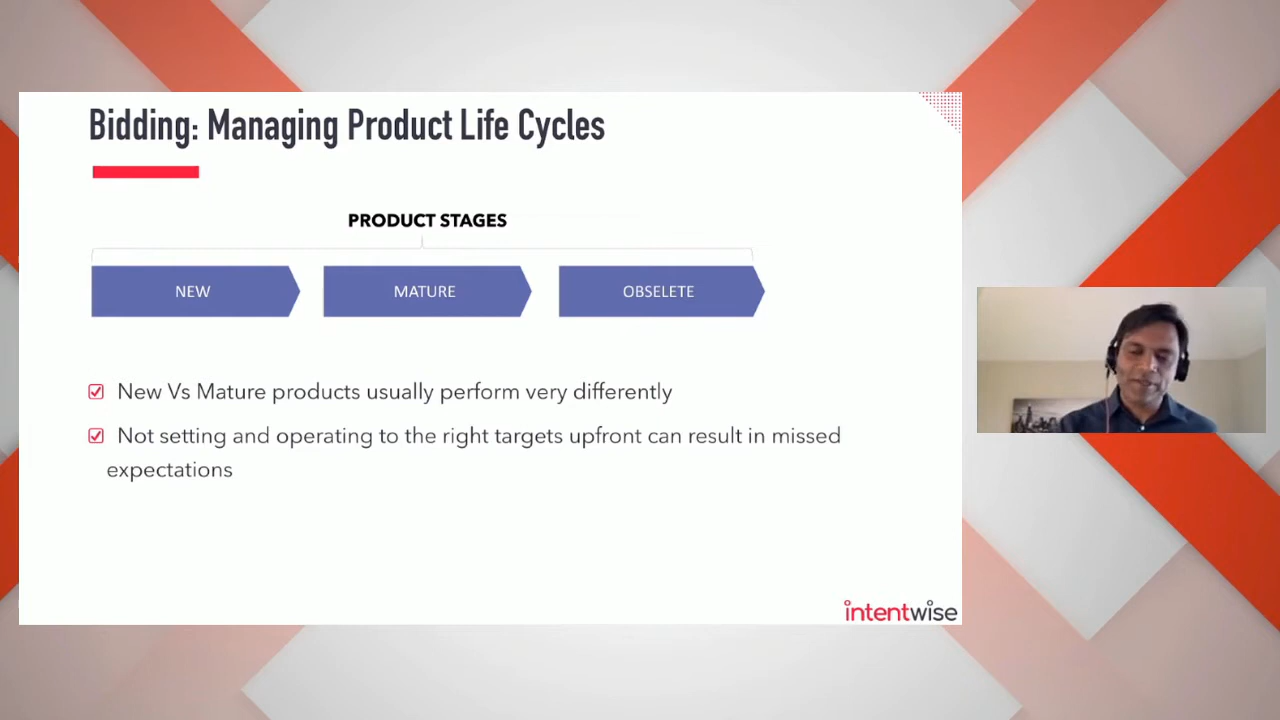 Bidding: Managing Product Life Cycles
PRODUCT STAGES
NEW
MATURE
OBSELETE
New Vs Mature products usually perform very differently
Not setting and operating to the right targets upfront can result in missed
expectations
intentwise